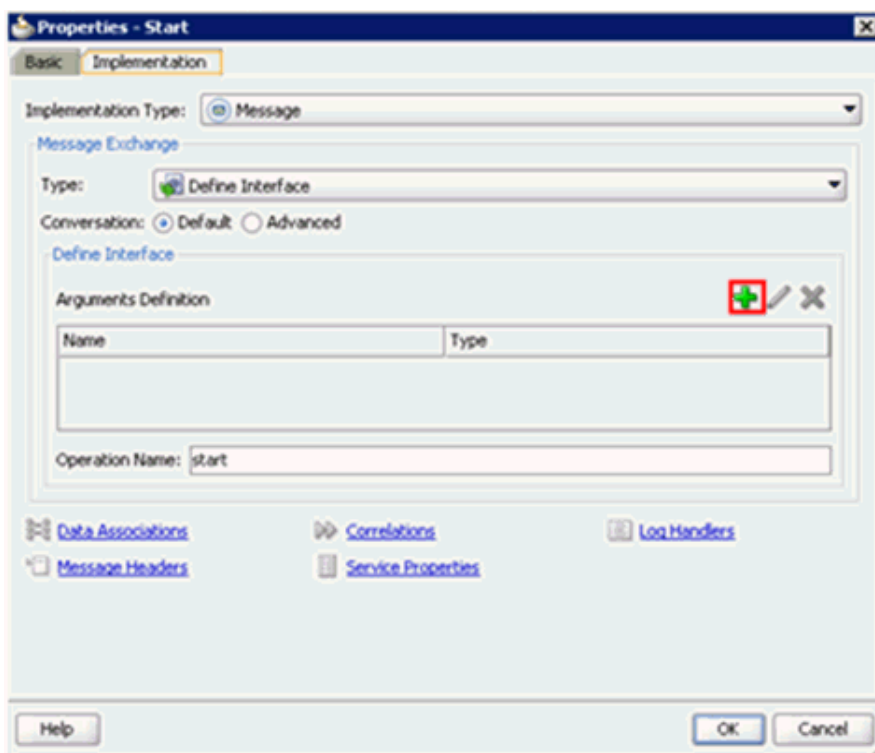 Properties - Start
Basic Implementation
Implementation Type: Message
Message Exchange
Type: Define Interface
Conversation: Default Advanced
Define Interface
Arguments Definition
Name Type
Operation Name: start
Data Associations Correlations Log Handlers
Message Headers Service Properties
Help OK Cancel